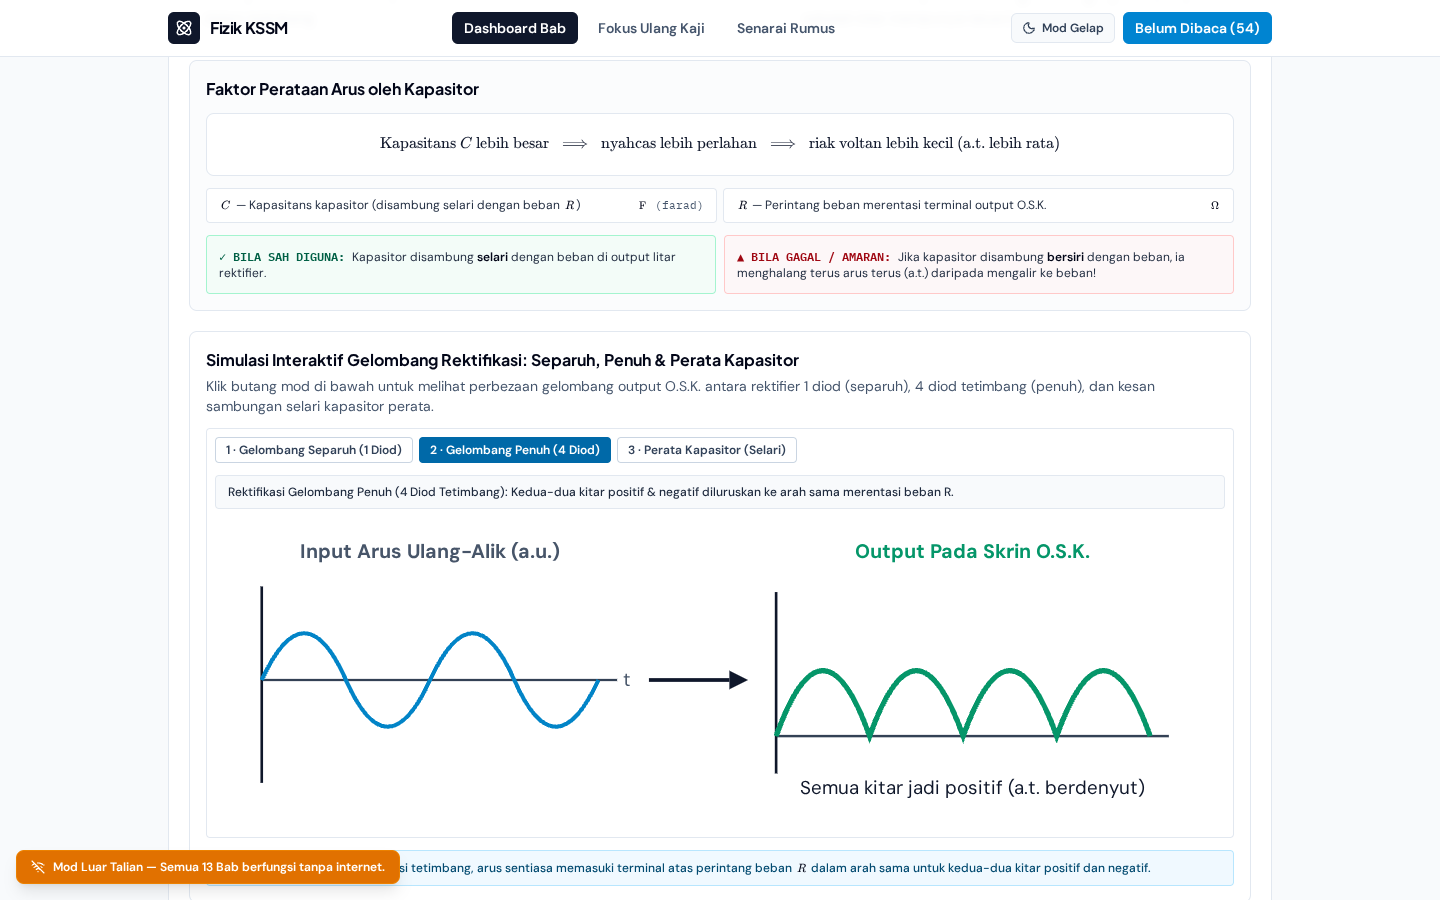 Fizik KSSM
Dashboard Bab
Fokus Ulang Kaji
Senarai Rumus
Mod Gelap
Belum Dibaca (54)
Faktor Perataan Arus oleh Kapasitor
Kapasitans C lebih besar ⟹ nyahcas lebih perlahan ⟹ riak voltan lebih kecil (a.t. lebih rata)
C — Kapasitans kapasitor (disambung selari dengan beban R)
F (farad)
R — Perintang beban merentasi terminal output O.S.K.
Ω
✓ BILA SAH DIGUNA: Kapasitor disambung selari dengan beban di output litar
rektifier.
▲ BILA GAGAL / AMARAN: Jika kapasitor disambung bersiri dengan beban, ia
menghalang terus arus terus (a.t.) daripada mengalir ke beban!
Simulasi Interaktif Gelombang Rektifikasi: Separuh, Penuh & Perata Kapasitor
Klik butang mod di bawah untuk melihat perbezaan gelombang output O.S.K. antara rektifier 1 diod (separuh), 4 diod tetimbang (penuh), dan kesan
sambungan selari kapasitor perata.
1 · Gelombang Separuh (1 Diod)
2 · Gelombang Penuh (4 Diod)
3 · Perata Kapasitor (Selari)
Rektifikasi Gelombang Penuh (4 Diod Tetimbang): Kedua-dua kitar positif & negatif diluruskan ke arah sama merentasi beban R.
Input Arus Ulang-Alik (a.u.)
Output Pada Skrin O.S.K.
t
Semua kitar jadi positif (a.t. berdenyut)
Mod Luar Talian — Semua 13 Bab berfungsi tanpa internet.
si tetimbang, arus sentiasa memasuki terminal atas perintang beban R dalam arah sama untuk kedua-dua kitar positif dan negatif.